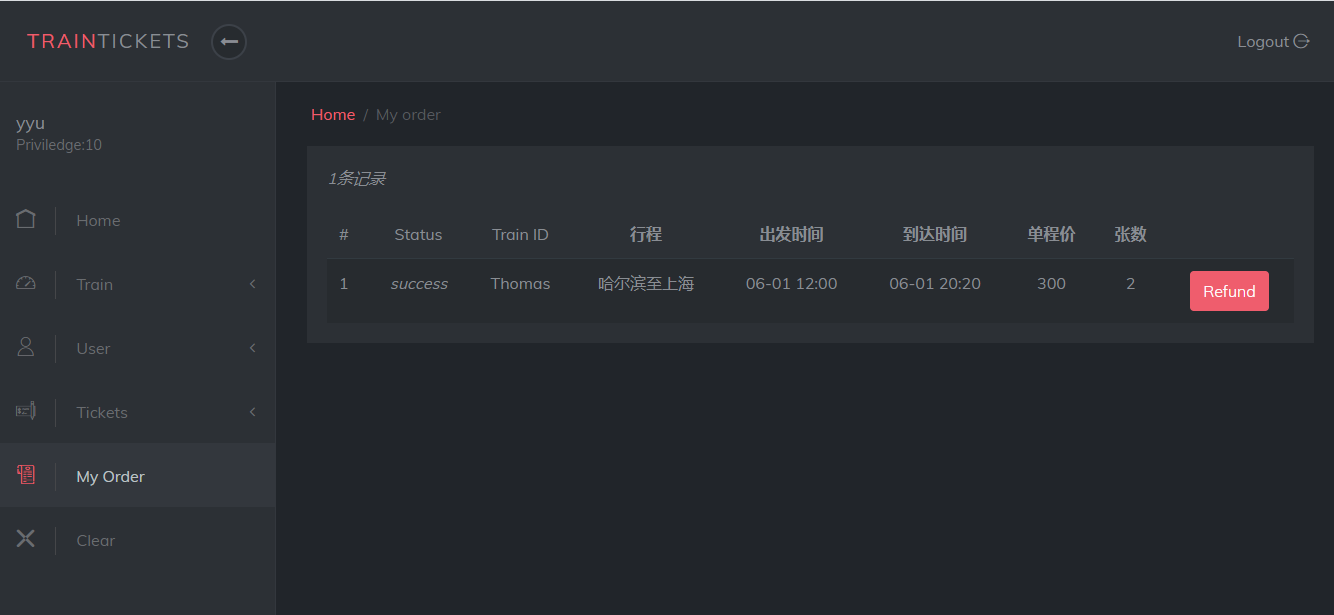 TRAINTICKETS
Logout
yyu
Priviledge:10
Home
Train
User
Tickets
My Order
Clear
Home / My order
1条记录
# Status Train ID 行程 出发时间 到达时间 单程价 张数
1 success Thomas 哈尔滨至上海 06-01 12:00 06-01 20:20 300 2 Refund